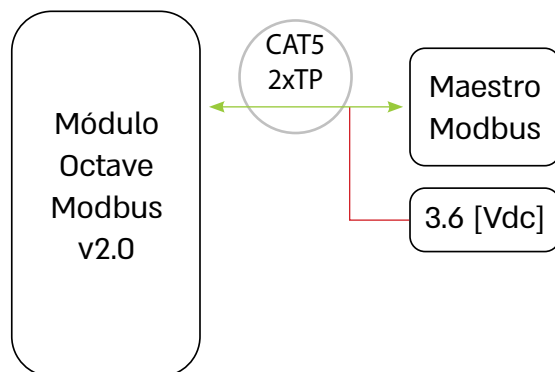 CAT5
2xTP
Módulo
Octave
Modbus
v2.0
Maestro
Modbus
3.6 [Vdc]